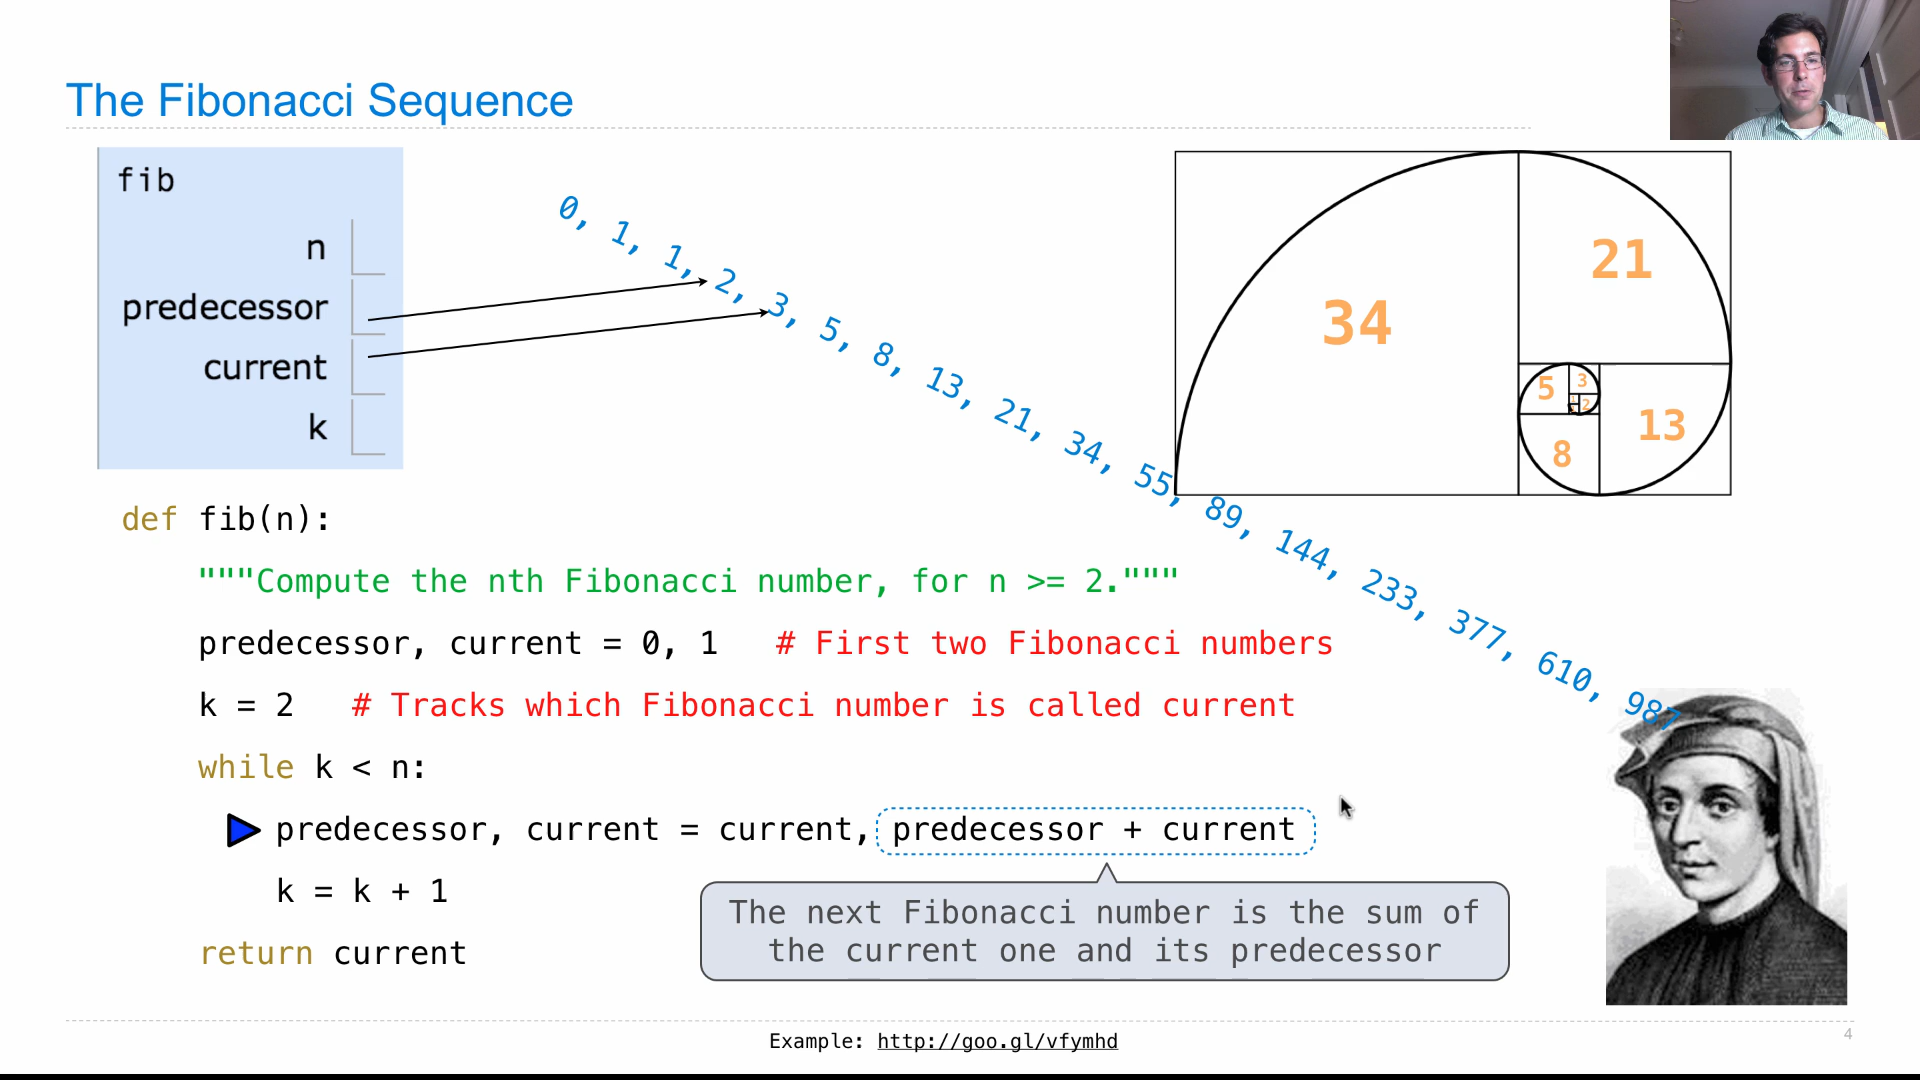 The Fibonacci Sequence
fib
n
predecessor
current
k
0, 1, 1, 2, 3, 5, 8, 13, 21, 34, 55, 89, 144, 233, 377, 610, 987
34
21
5
3
2
8
13
def fib(n):
"""Compute the nth Fibonacci number, for n >= 2."""
predecessor, current = 0, 1   # First two Fibonacci numbers
k = 2   # Tracks which Fibonacci number is called current
while k < n:
predecessor, current = current, predecessor + current
k = k + 1
return current
The next Fibonacci number is the sum of
the current one and its predecessor
Example: http://goo.gl/vfymhd
4